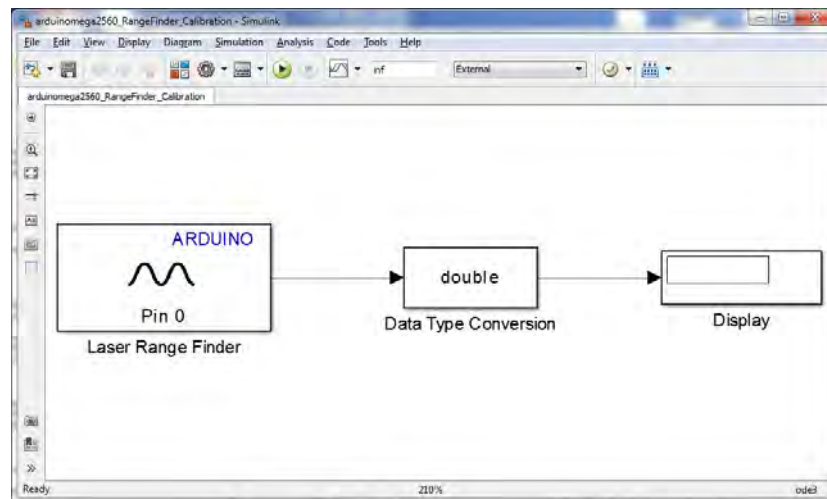 arduinomega2560_RangeFinder_Calibration - Simulink
File Edit View Display Diagram Simulation Analysis Code Tools Help
inf External
arduinomega2560_RangeFinder_Calibration
ARDUINO
Pin 0
Laser Range Finder
double
Data Type Conversion
Display
Ready 210% ode3